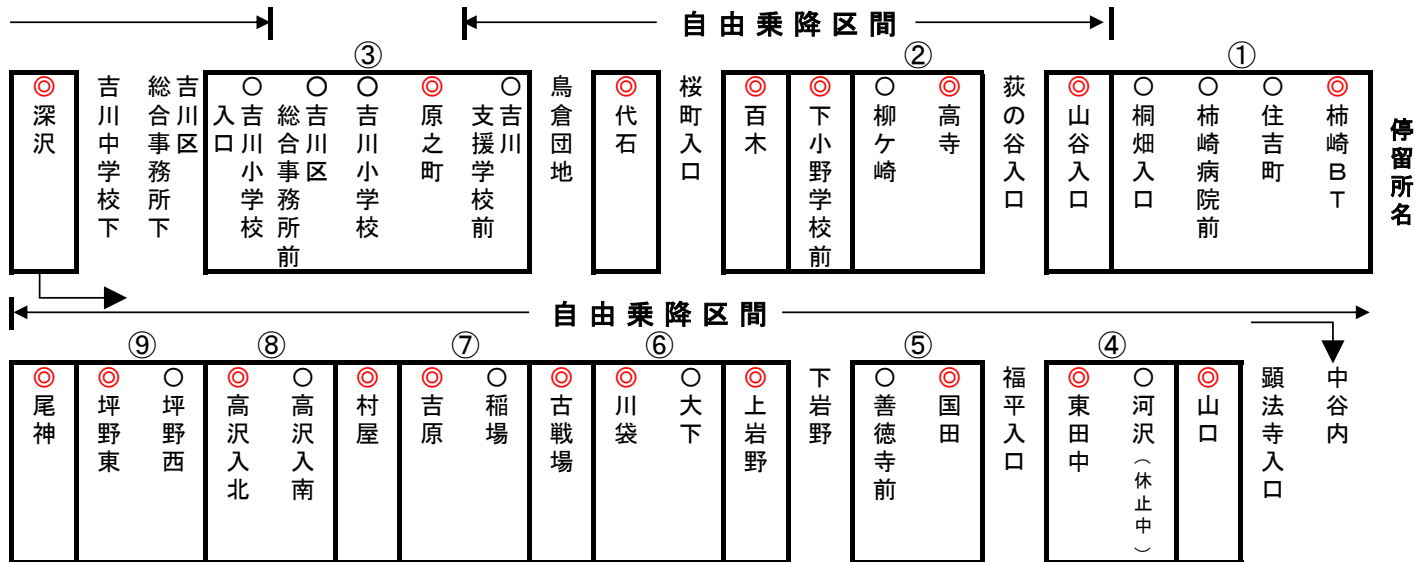 自由乗降区間
停留所名
①
◎柿崎BT
○住吉町
○柿崎病院前
○桐畑入口
◎山谷入口
荻の谷入口
②
◎高寺
○柳ケ崎
◎下小野学校前
◎百木
桜町入口
◎代石
鳥倉団地
③
○吉川
支援学校前
◎原之町
○吉川小学校
○吉川区
総合事務所前
○吉川小学校
入口
吉川区
総合事務所下
吉川中学校下
◎深沢
自由乗降区間
中谷内
顕法寺入口
◎山口
④
○河沢(休止中)
◎東田中
福平入口
⑤
◎国田
○善徳寺前
下岩野
◎上岩野
⑥
○大下
◎川袋
◎古戦場
⑦
○稲場
◎吉原
◎村屋
⑧
○高沢入南
◎高沢入北
⑨
○坪野西
◎坪野東
◎尾神